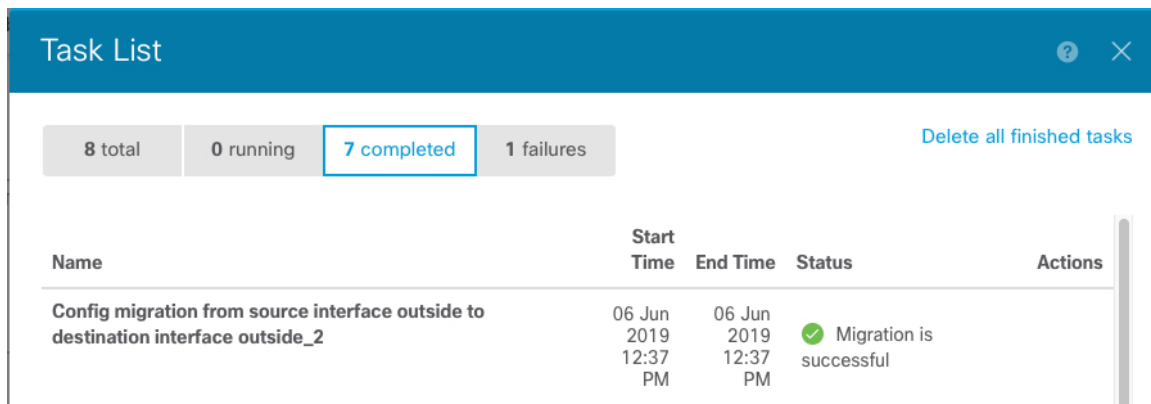 Task List
8 total 0 running 7 completed 1 failures
Delete all finished tasks
Name Start Time End Time Status Actions
Config migration from source interface outside to
destination interface outside_2
06 Jun
2019
12:37
PM
06 Jun
2019
12:37
PM
Migration is
successful